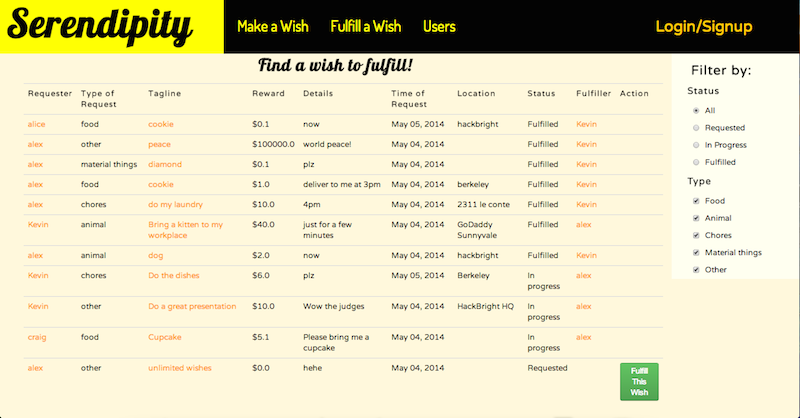 Serendipity
Make a Wish Fulfill a Wish Users Login/Signup
Find a wish to fulfill!
Requester Type of Request Tagline Reward Details Time of Request Location Status Fulfiller Action
alice food cookie $0.1 now May 05, 2014 hackbright Fulfilled Kevin
alex other peace $100000.0 world peace! May 04, 2014 Fulfilled Kevin
alex material things diamond $0.1 plz May 04, 2014 Fulfilled Kevin
alex food cookie $1.0 deliver to me at 3pm May 04, 2014 berkeley Fulfilled Kevin
alex chores do my laundry $10.0 4pm May 04, 2014 2311 le conte Fulfilled Kevin
Kevin animal Bring a kitten to my workplace $40.0 just for a few minutes May 04, 2014 GoDaddy Sunnyvale Fulfilled alex
alex animal dog $2.0 now May 04, 2014 hackbright Fulfilled Kevin
Kevin chores Do the dishes $6.0 plz May 05, 2014 Berkeley In progress alex
Kevin other Do a great presentation $10.0 Wow the judges May 04, 2014 HackBright HQ In progress alex
craig food Cupcake $5.1 Please bring me a cupcake May 04, 2014 In progress alex
alex other unlimited wishes $0.0 hehe May 04, 2014 Requested Fulfill This Wish
Filter by:
Status
All
Requested
In Progress
Fulfilled
Type
Food
Animal
Chores
Material things
Other